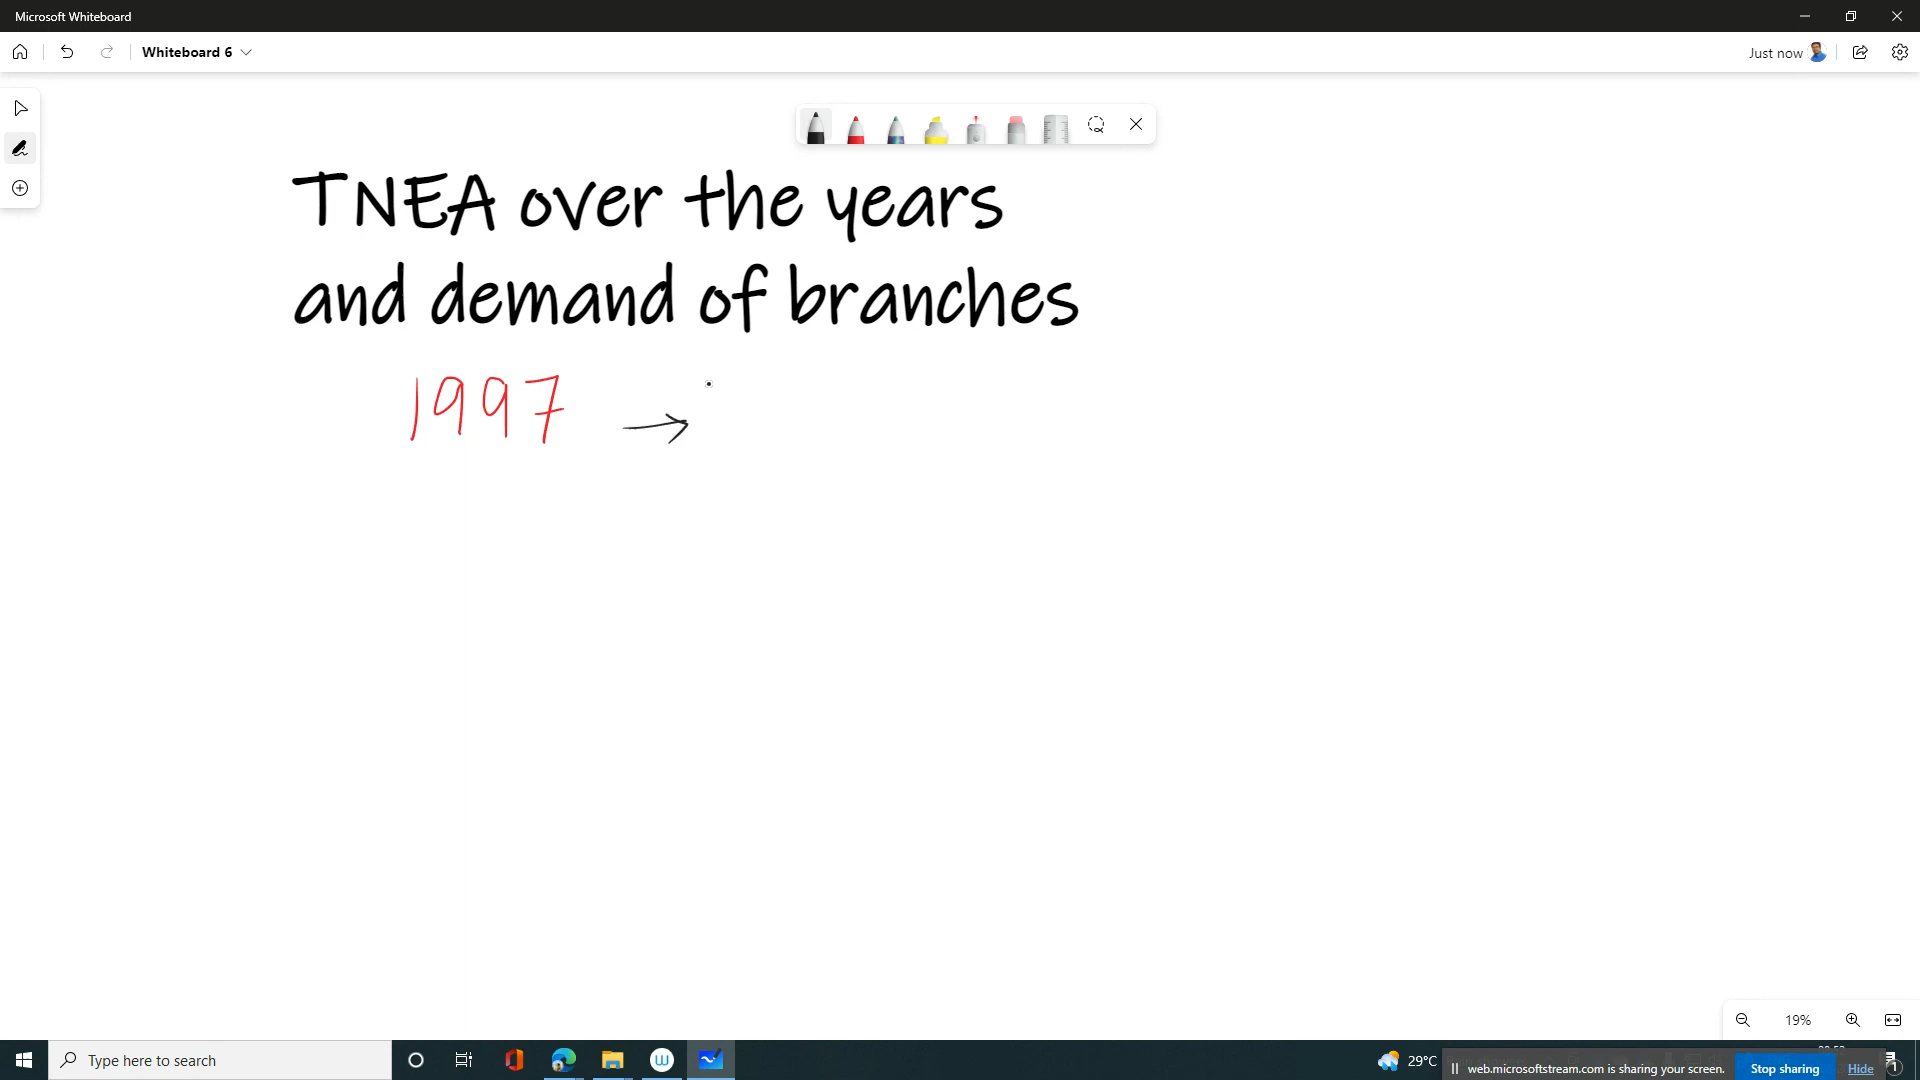 Microsoft Whiteboard
Whiteboard 6
Just now
TNEA over the years
and demand of branches
1997 →
19%
Type here to search
29°C
web.microsoftstream.com is sharing your screen.
Stop sharing
Hide
1